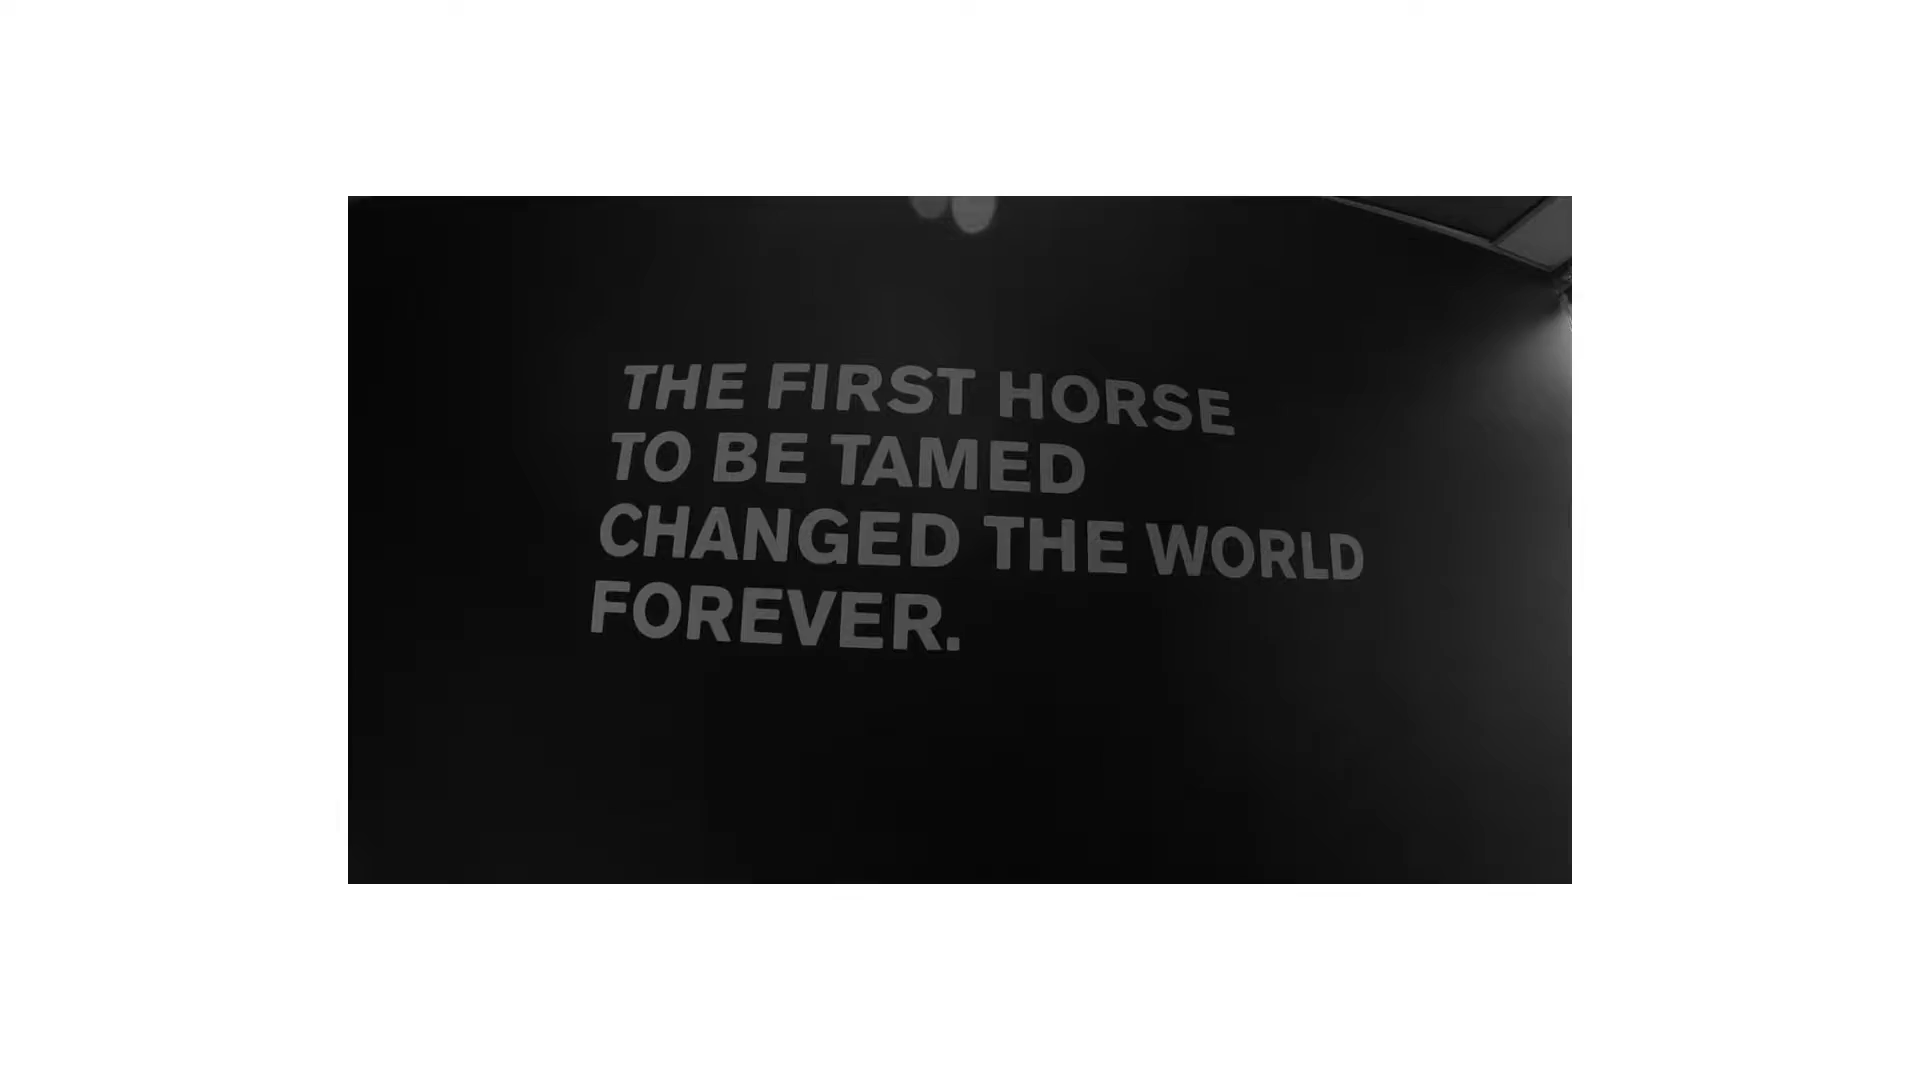 THE FIRST HORSE
TO BE TAMED
CHANGED THE WORLD
FOREVER.